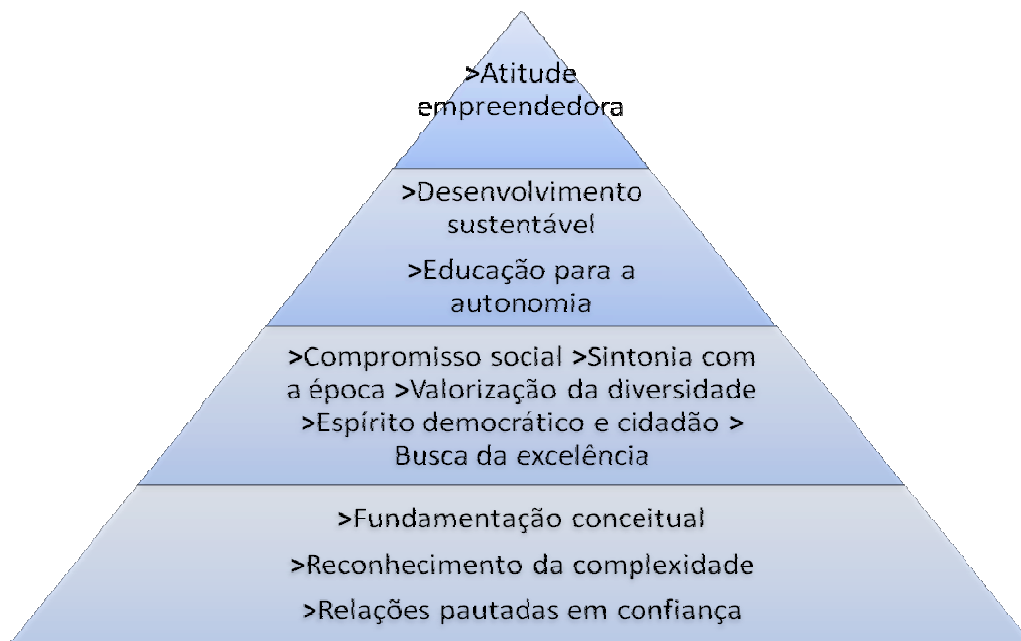 >Atitude
empreendedora
>Desenvolvimento
sustentável
>Educação para a
autonomia
>Compromisso social >Sintonia com
a época >Valorização da diversidade
>Espírito democrático e cidadão >
Busca da excelência
>Fundamentação conceitual
>Reconhecimento da complexidade
>Relações pautadas em confiança